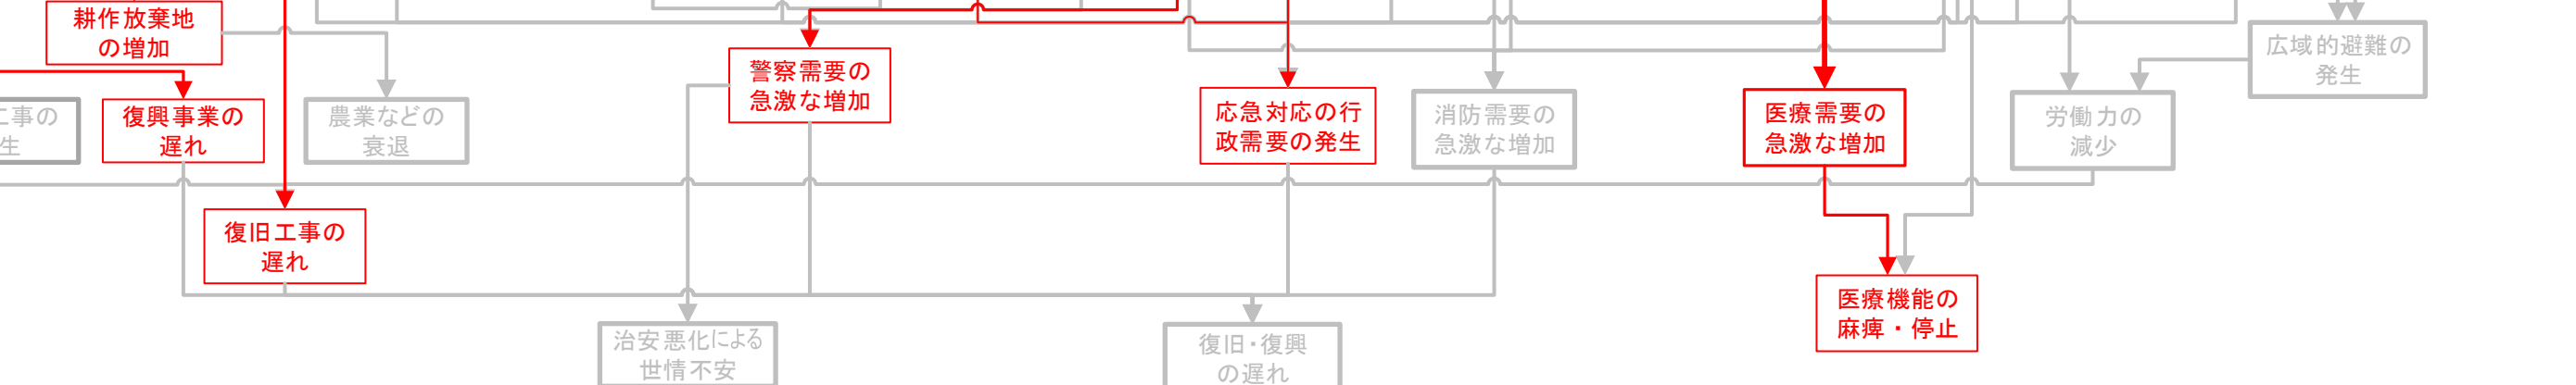 耕作放棄地
の増加
復興事業の
遅れ
工事の
生
農業などの
衰退
復旧工事の
遅れ
警察需要の
急激な増加
治安悪化による
世情不安
応急対応の行
政需要の発生
復旧・復興
の遅れ
消防需要の
急激な増加
医療需要の
急激な増加
医療機能の
麻痺・停止
労働力の
減少
広域的避難の
発生